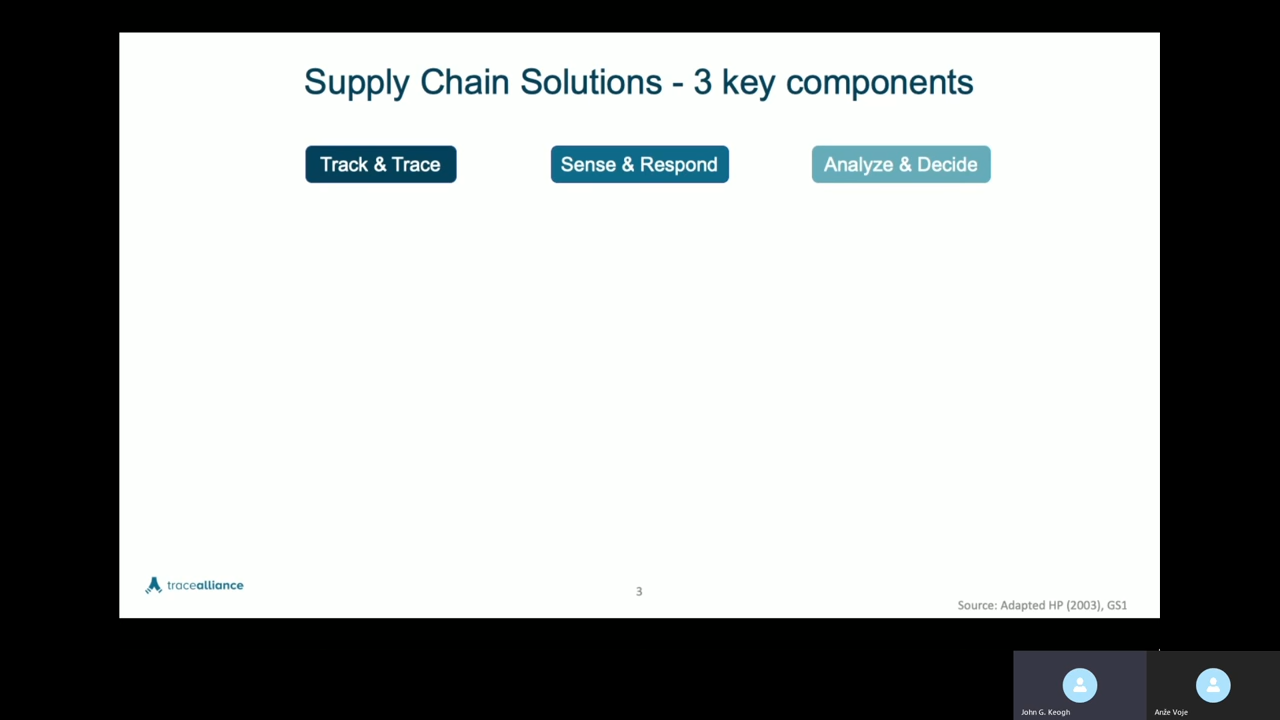 Supply Chain Solutions - 3 key components
Track & Trace
Sense & Respond
Analyze & Decide
tracealliance
3
Source: Adapted HP (2003), GS1
John G. Keogh
Anže Voje